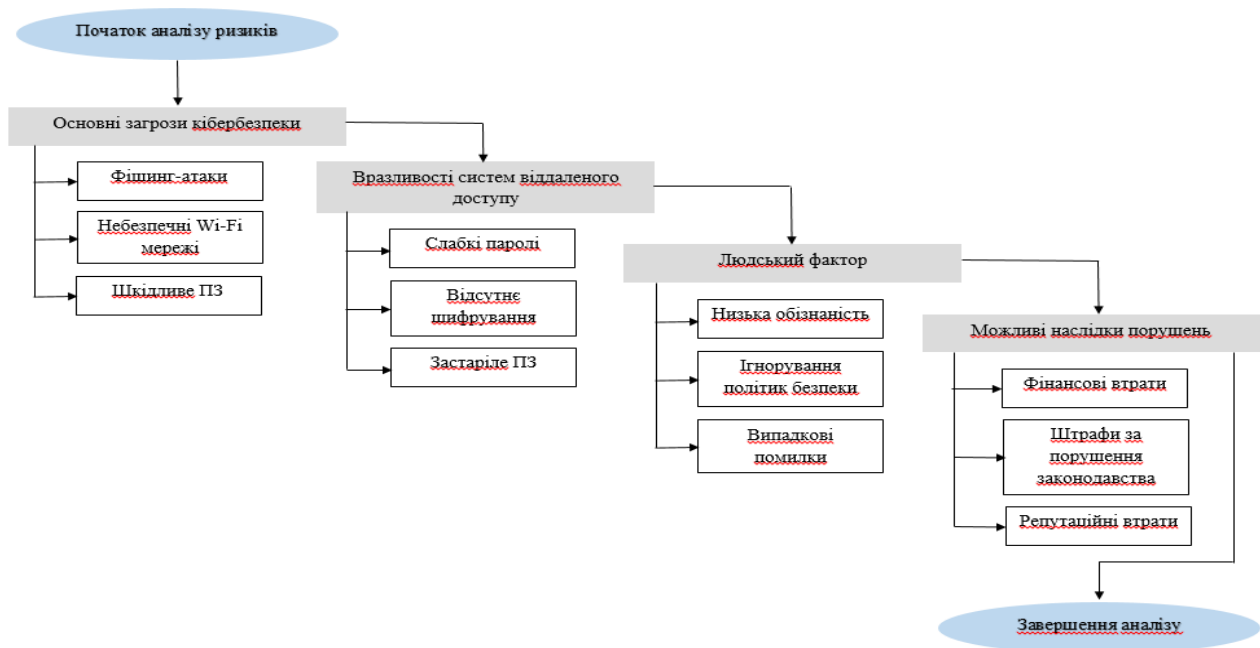 Початок аналізу ризиків
Основні загрози кібербезпеки
Фішинг-атаки
Небезпечні Wi-Fi
мережі
Шкідливе ПЗ
Вразливості систем віддаленого
доступу
Слабкі паролі
Відсутнє
шифрування
Застаріле ПЗ
Людський фактор
Низька обізнаність
Ігнорування
політик безпеки
Випадкові
помилки
Можливі наслідки порушень
Фінансові втрати
Штрафи за
порушення
законодавства
Репутаційні втрати
Завершення аналізу